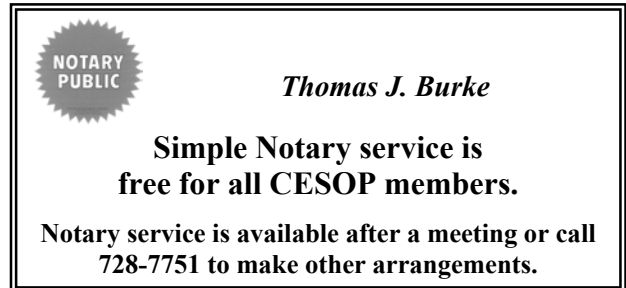 NOTARY
PUBLIC
Thomas J. Burke
Simple Notary service is
free for all CESOP members.
Notary service is available after a meeting or call
728-7751 to make other arrangements.